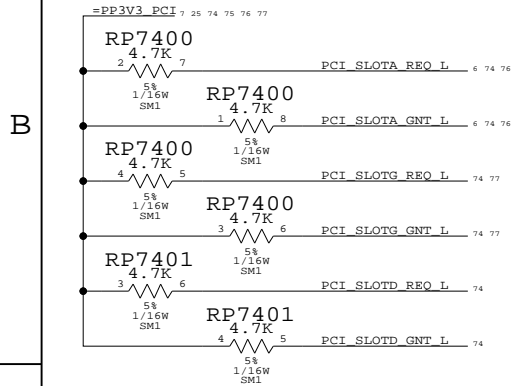 =PP3V3_PCI 7 25 74 75 76 77
RP7400
4.7K
2 7 PCI_SLOTA_REQ_L 6 74 76
5%
1/16W
SM1
RP7400
4.7K
B
1 8 PCI_SLOTA_GNT_L 6 74 76
5%
1/16W
SM1
RP7400
4.7K
4 5 PCI_SLOTG_REQ_L 74 77
5%
1/16W
SM1
RP7400
4.7K
3 6 PCI_SLOTG_GNT_L 74 77
5%
1/16W
SM1
RP7401
4.7K
3 6 PCI_SLOTD_REQ_L 74
5%
1/16W
SM1
RP7401
4.7K
4 5 PCI_SLOTD_GNT_L 74
5%
1/16W
SM1